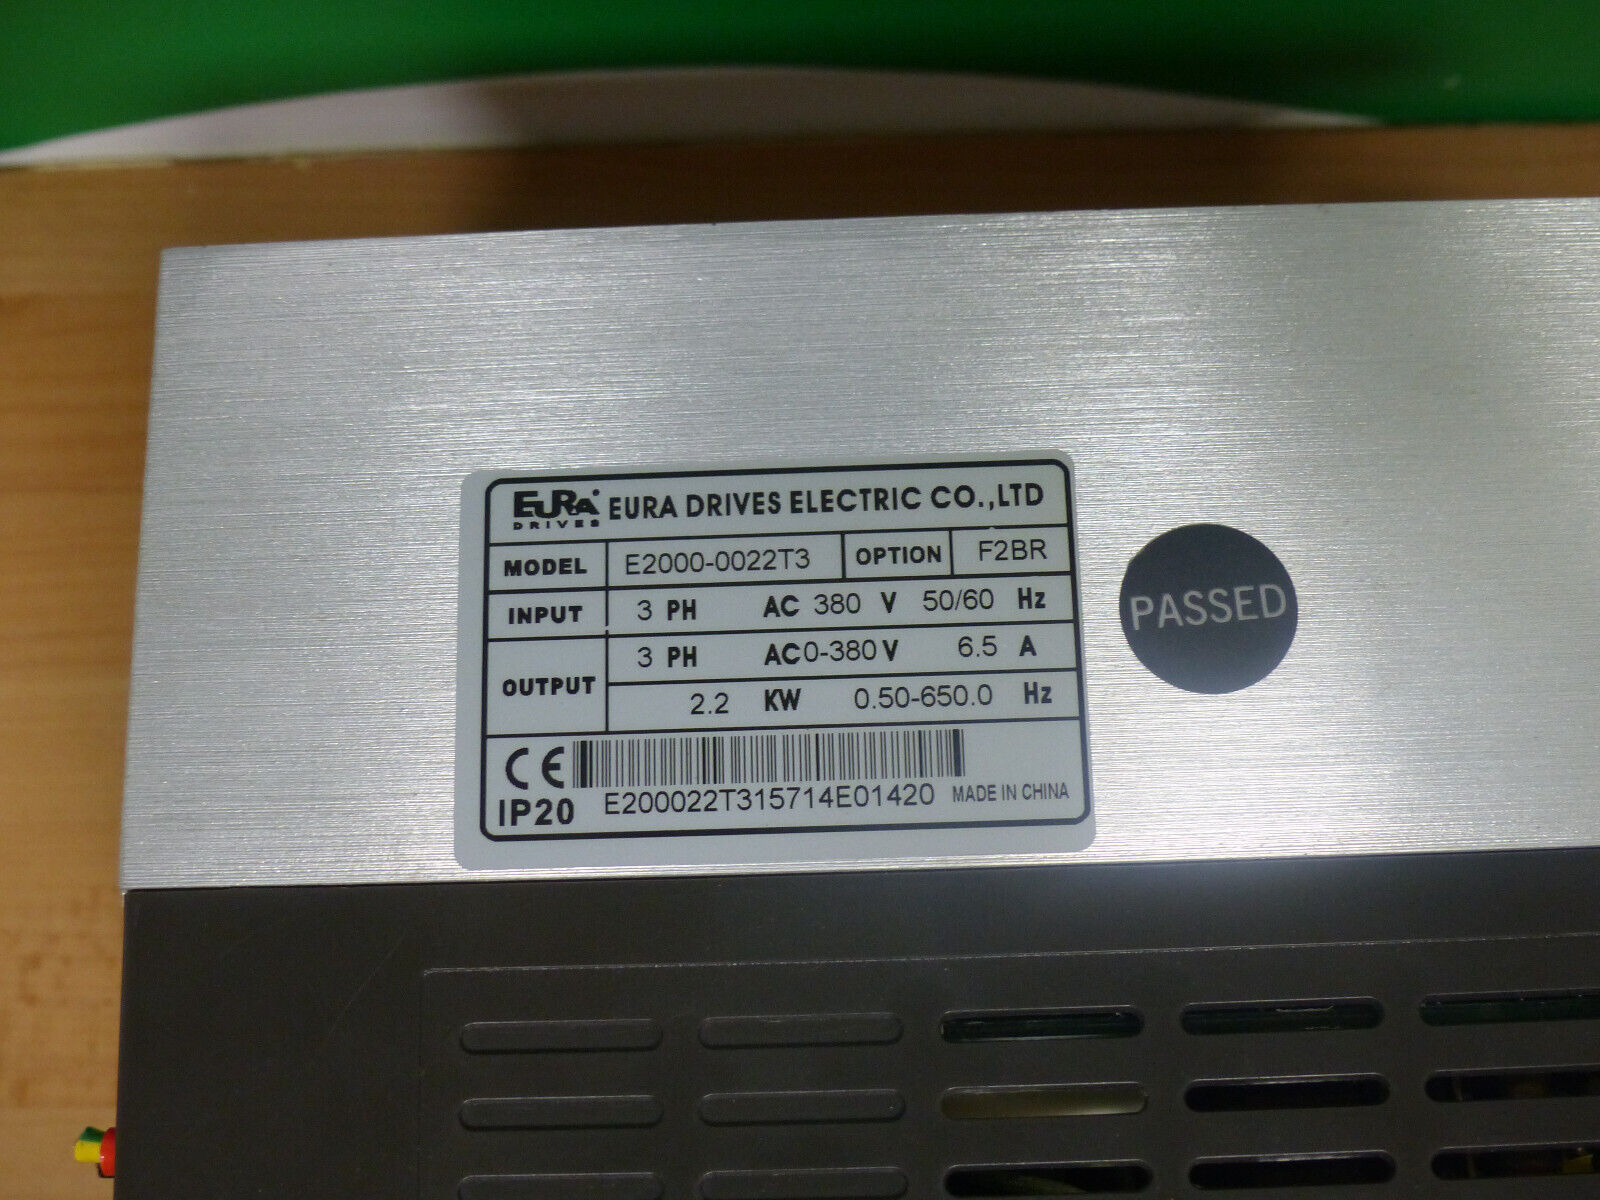 EURA DRIVES EURA DRIVES ELECTRIC CO.,LTD
MODEL E2000-0022T3 OPTION F2BR
INPUT 3 PH AC 380 V 50/60 Hz
OUTPUT 3 PH AC0-380V 6.5 A
2.2 KW 0.50-650.0 Hz
CE
IP20 E200022T315714E01420 MADE IN CHINA
PASSED